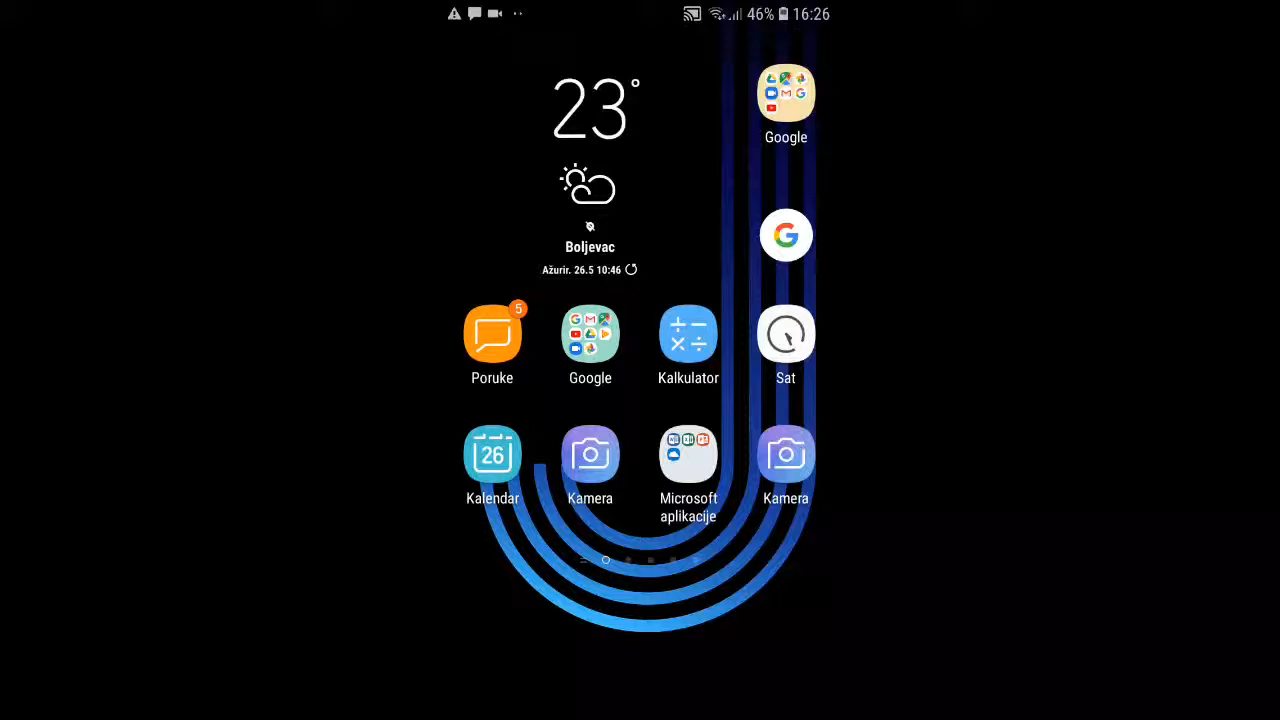 46% 16:26
23°
Google
Boljevac
Ažurir. 26.5 10:46
5
Poruke
Google
Kalkulator
Sat
26
Kalendar
Kamera
Microsoft
aplikacije
Kamera